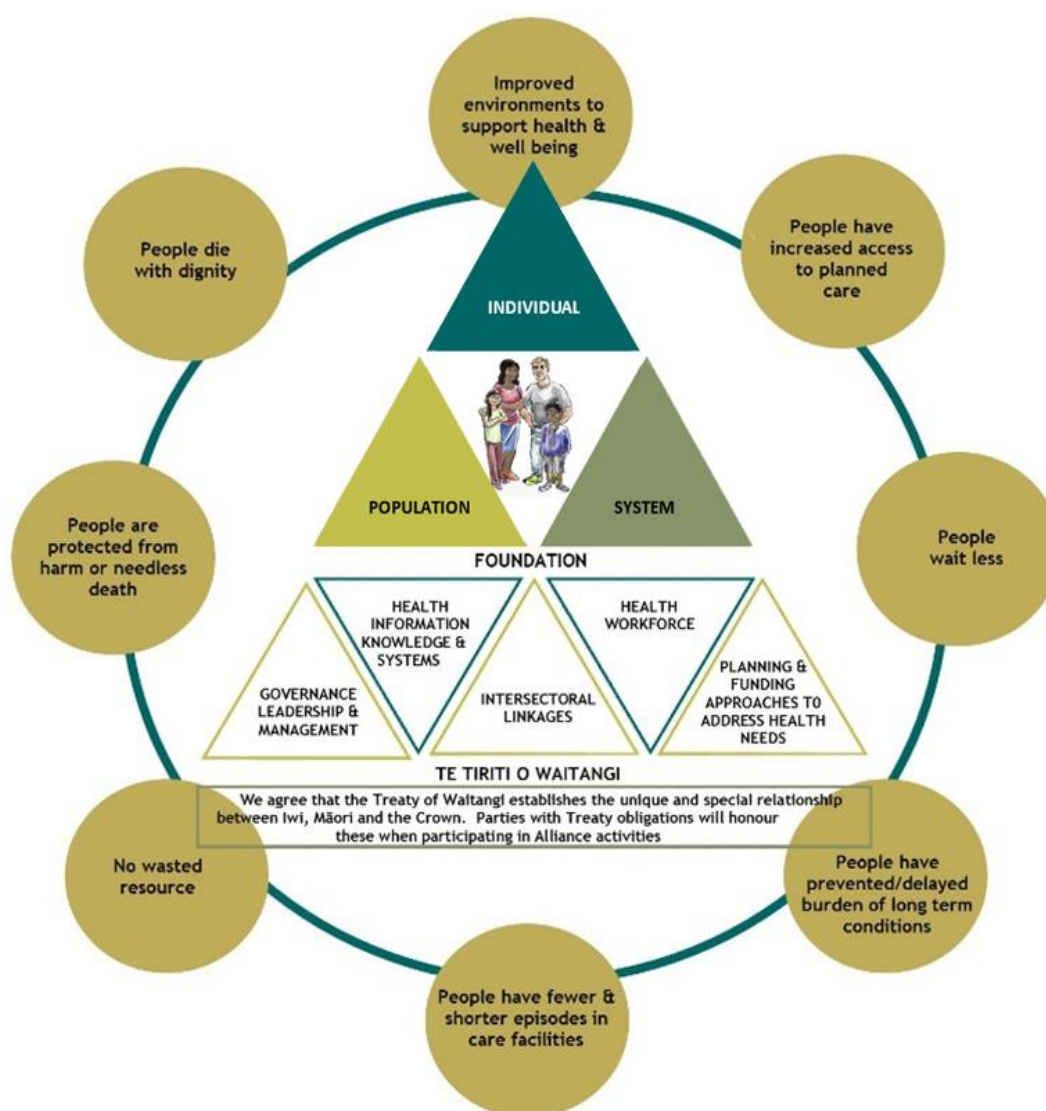 Improved
environments to
support health &
well being
People die
with dignity
People have
increased access
to planned
care
INDIVIDUAL
POPULATION
SYSTEM
People are
protected from
harm or needless
death
People
wait less
FOUNDATION
HEALTH
INFORMATION
KNOWLEDGE &
SYSTEMS
HEALTH
WORKFORCE
GOVERNANCE
LEADERSHIP &
MANAGEMENT
INTERSECTORAL
LINKAGES
PLANNING &
FUNDING
APPROACHES T0
ADDRESS HEALTH
NEEDS
TE TIRITI O WAITANGI
We agree that the Treaty of Waitangi establishes the unique and special relationship
between Iwi, Māori and the Crown. Parties with Treaty obligations will honour
these when participating in Alliance activities
No wasted
resource
People have
prevented/delayed
burden of long term
conditions
People have fewer &
shorter episodes in
care facilities